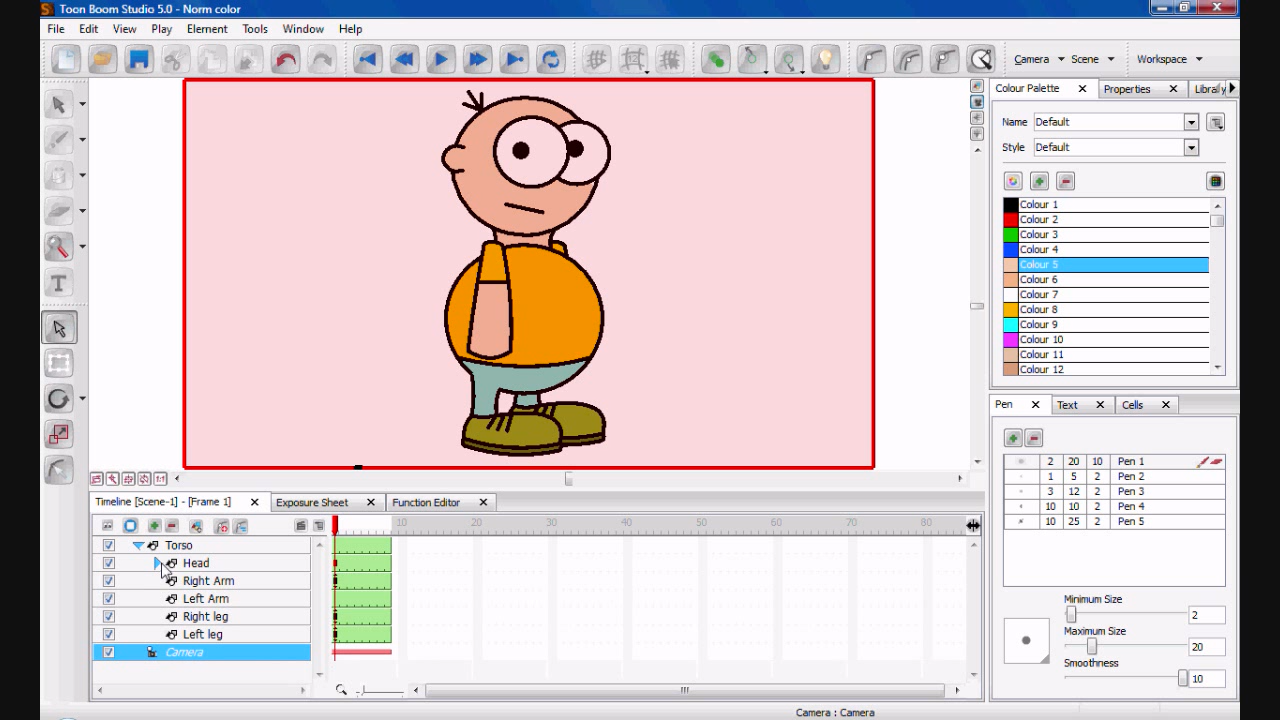 Toon Boom Studio 5.0 - Norm color
File Edit View Play Element Tools Window Help
Camera Scene Workspace
Colour Palette Properties Library
Name Default
Style Default
Colour 1
Colour 2
Colour 3
Colour 4
Colour 5
Colour 6
Colour 7
Colour 8
Colour 9
Colour 10
Colour 11
Colour 12
T
1:1
Pen Text Cells
2 20 10 Pen 1
1 5 2 Pen 2
3 12 2 Pen 3
10 10 2 Pen 4
10 25 2 Pen 5
Minimum Size
2
Maximum Size
20
Smoothness
10
Timeline [Scene-1] - [Frame 1] Exposure Sheet Function Editor
10 20 30 40 50 60 70 80
Torso
Head
Right Arm
Left Arm
Right leg
Left leg
Camera
Camera : Camera